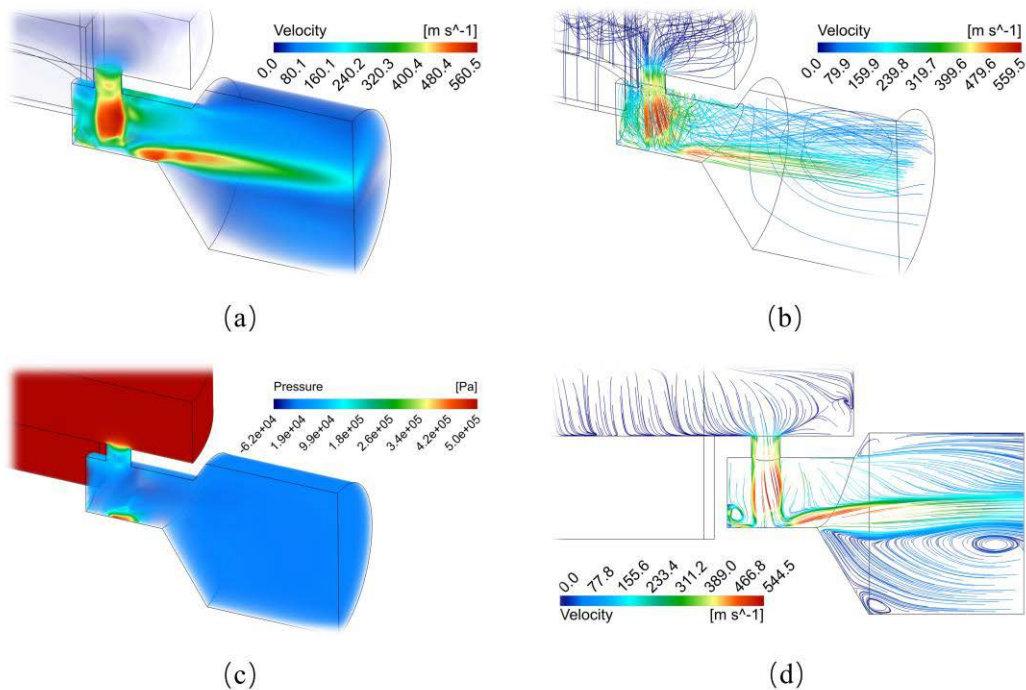 Velocity [m s^-1]
0.0 80.1 160.1 240.2 320.3 400.4 480.4 560.5
(a)
Velocity [m s^-1]
0.0 79.9 159.9 239.8 319.7 399.6 479.6 559.5
(b)
Pressure [Pa]
-6.2e+04 1.9e+04 9.9e+04 1.8e+05 2.6e+05 3.4e+05 4.2e+05 5.0e+05
(c)
0.0 77.8 155.6 233.4 311.2 389.0 466.8 544.5
Velocity [m s^-1]
(d)